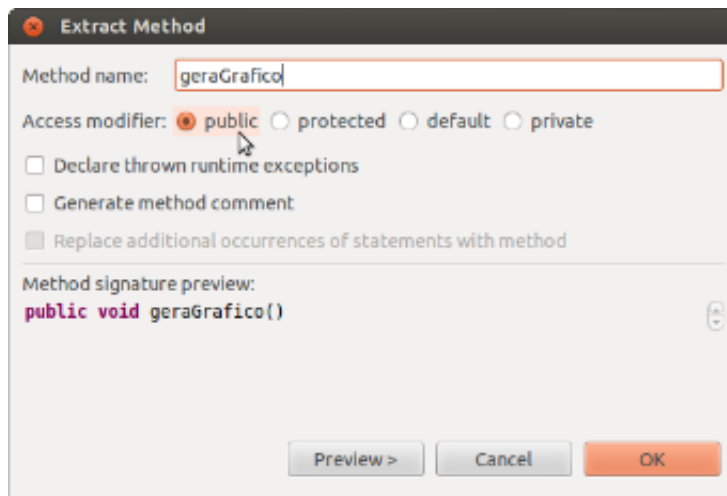 Extract Method
Method name: geraGrafico
Access modifier: public protected default private
Declare thrown runtime exceptions
Generate method comment
Replace additional occurrences of statements with method
Method signature preview:
public void geraGrafico()
Preview > Cancel OK